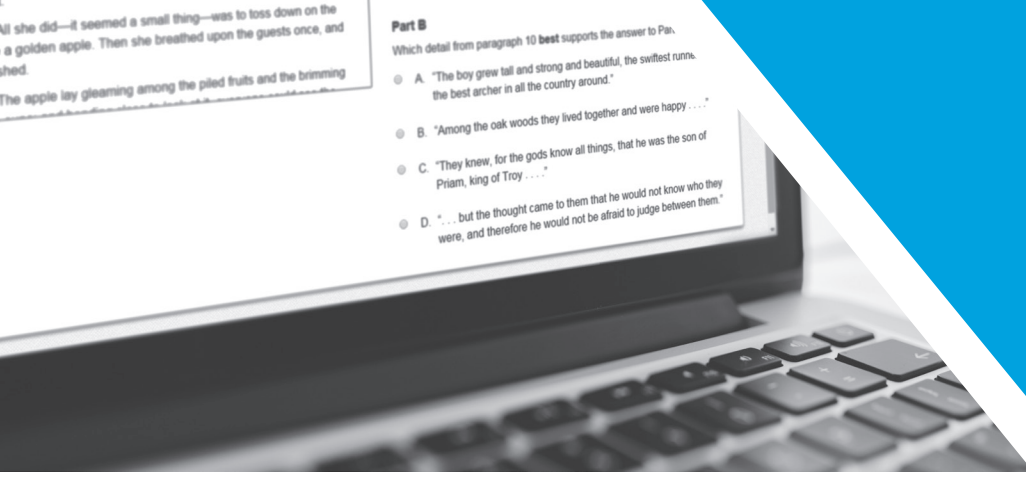 All she did—it seemed a small thing—was to toss down on the
a golden apple. Then she breathed upon the guests once, and
shed.
The apple lay gleaming among the piled fruits and the brimming
Part B
Which detail from paragraph 10 best supports the answer to
A. "The boy grew tall and strong and beautiful, the swiftest
the best archer in all the country around."
B. "Among the oak woods they lived together and were happy . . . ."
C. "They knew, for the gods know all things, that he was the son of
Priam, king of Troy . . . ."
D. ". . . but the thought came to them that he would not know who they
were, and therefore he would not be afraid to judge between them."